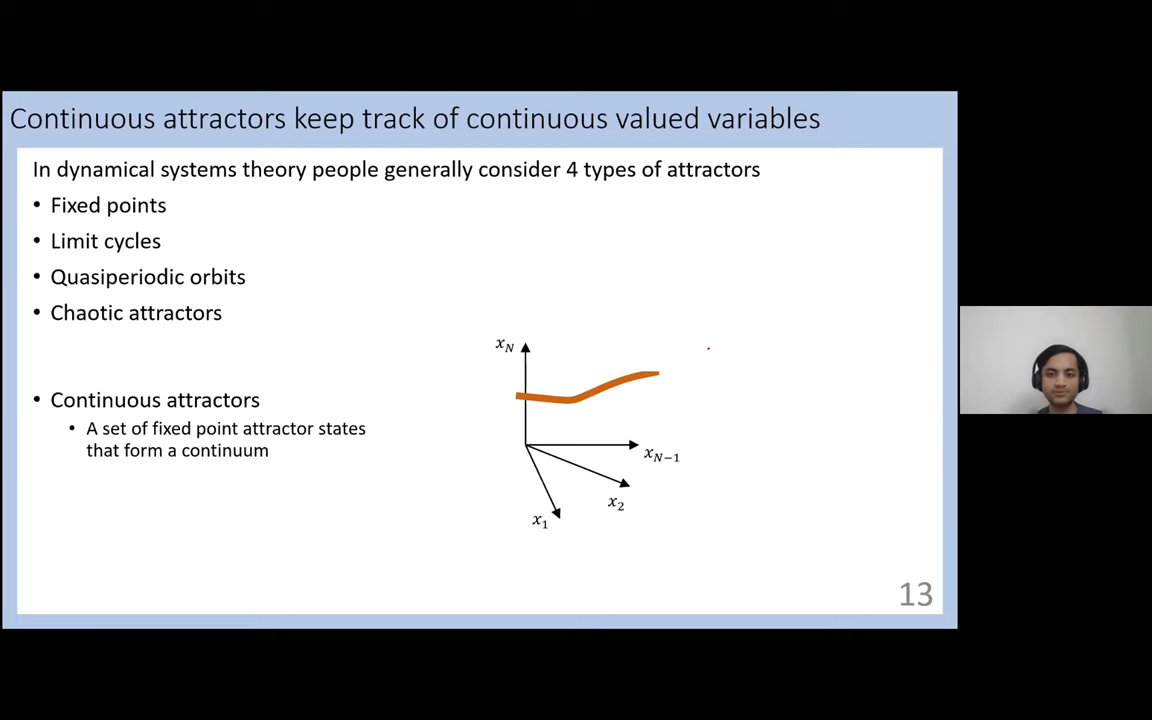 Continuous attractors keep track of continuous valued variables
In dynamical systems theory people generally consider 4 types of attractors
• Fixed points
• Limit cycles
• Quasiperiodic orbits
• Chaotic attractors
• Continuous attractors
• A set of fixed point attractor states
that form a continuum
x_N
x_{N−1}
x_2
x_1
13